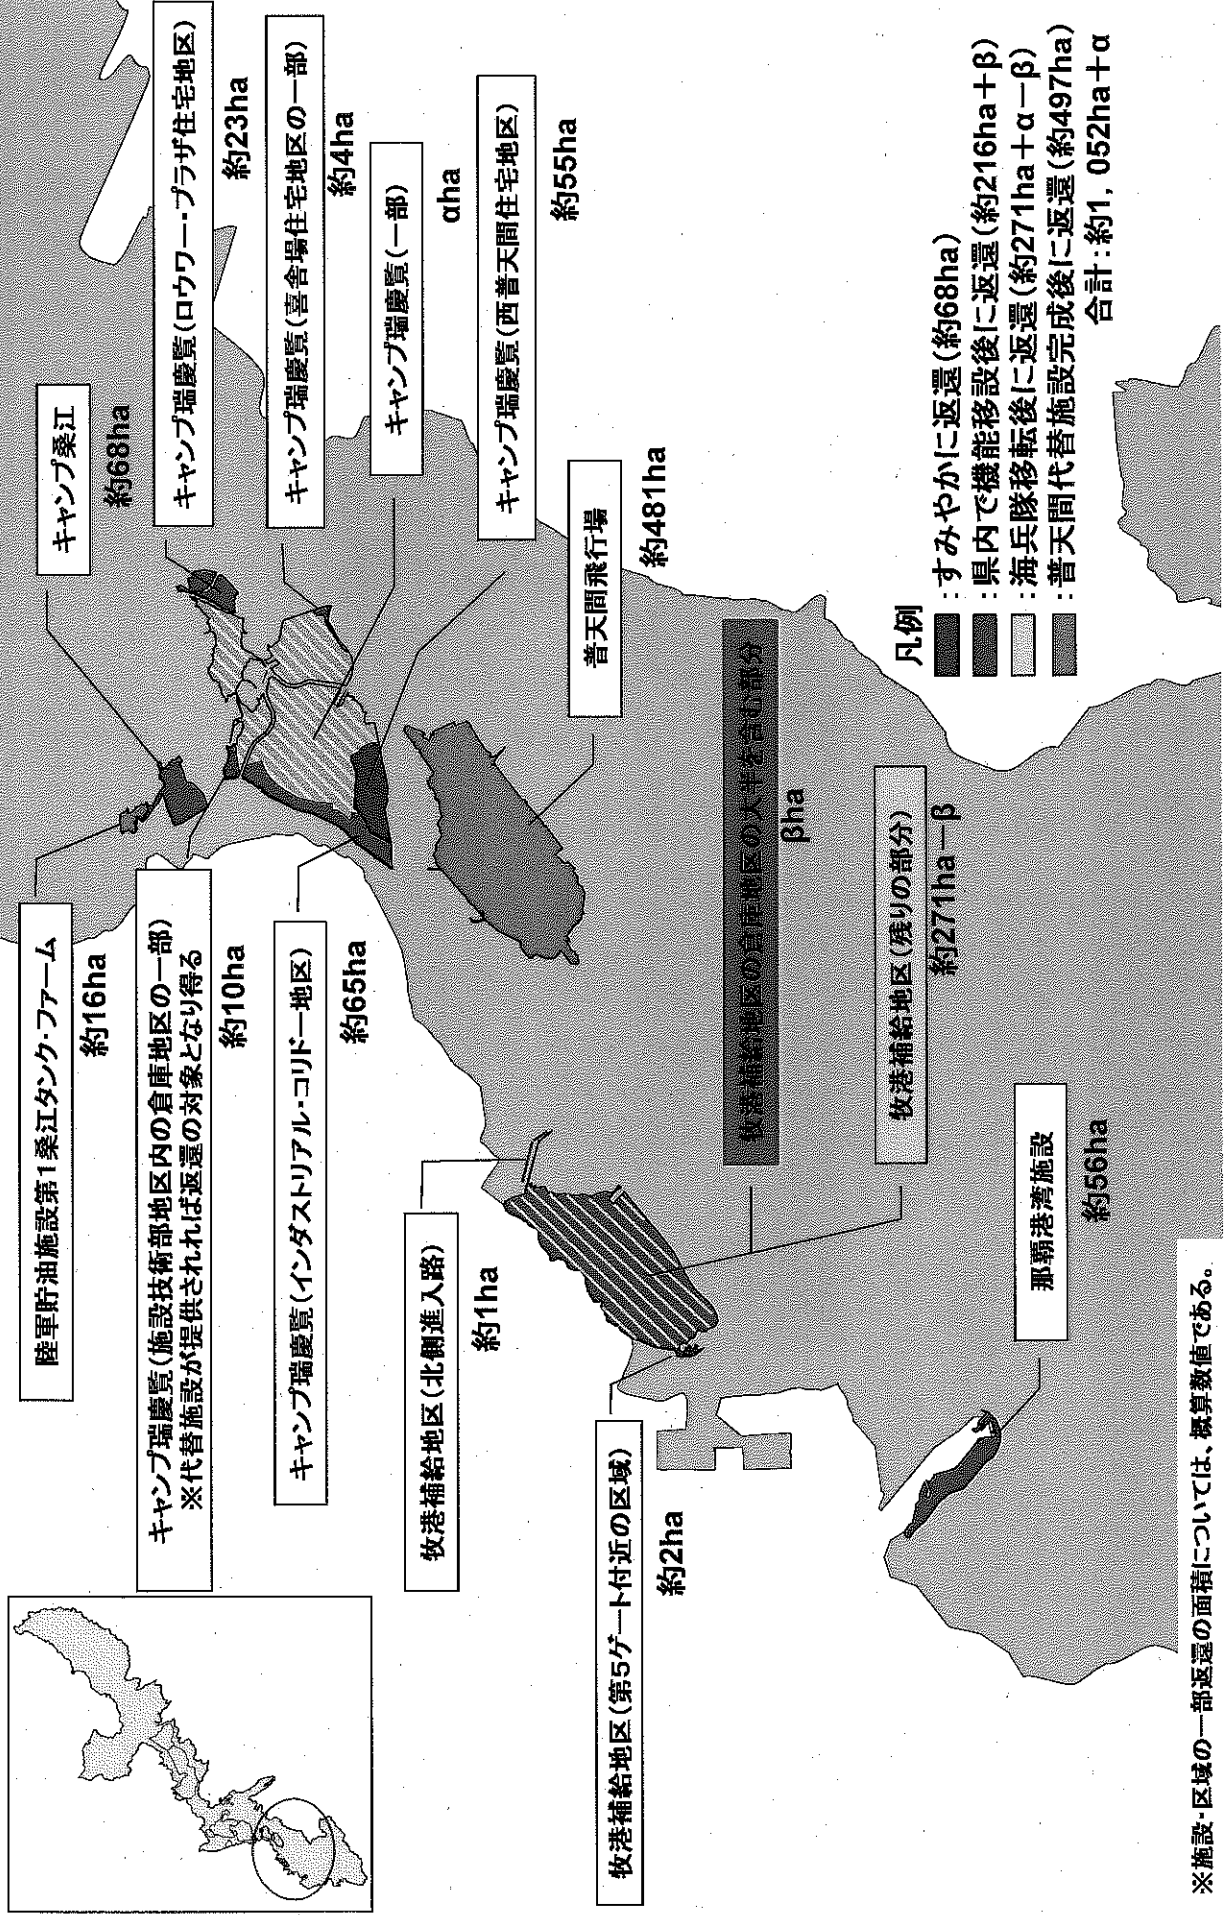 陸軍貯油施設第1桑江タンク・ファーム
約16ha
キャンプ瑞慶覧(施設技術部地区内の倉庫地区の一部)
※代替施設が提供されれば返還の対象となり得る
約10ha
キャンプ瑞慶覧(インダストリアル・コリドー地区)
約65ha
牧港補給地区(北側進入路)
約1ha
牧港補給地区(第5ゲート付近の区域)
約2ha
キャンプ桑江
約68ha
キャンプ瑞慶覧(ロウワー・プラザ住宅地区)
約23ha
キャンプ瑞慶覧(喜舎場住宅地区の一部)
約4ha
キャンプ瑞慶覧(一部)
αha
キャンプ瑞慶覧(西普天間住宅地区)
約55ha
普天間飛行場
約481ha
牧港補給地区の倉庫地区の大半を含む部分
βha
牧港補給地区(残りの部分)
約271haーβ
那覇港湾施設
約56ha
凡例
:すみやかに返還(約68ha)
:県内で機能移設後に返還(約216ha+β)
:海兵隊移転後に返還(約271ha+αーβ)
:普天間代替施設完成後に返還(約497ha)
合計:約1,052ha+α
※施設・区域の一部返還の面積については、概算数値である。